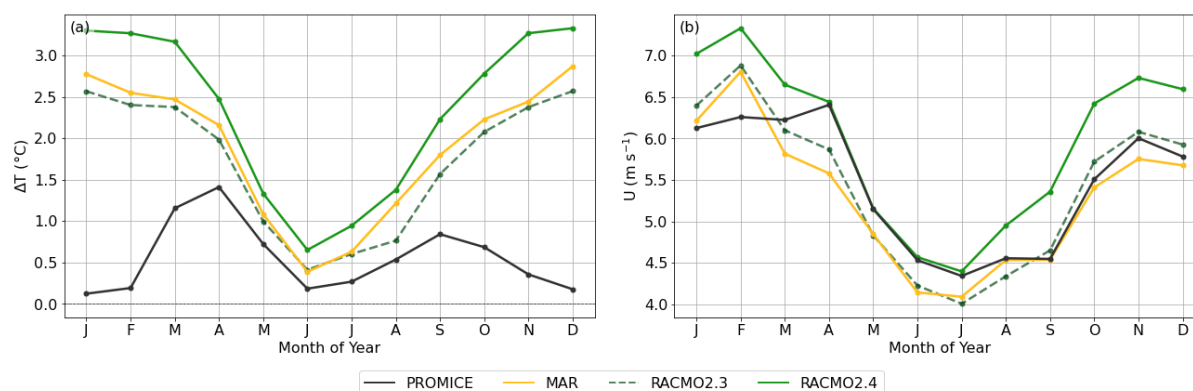 (a)
3.0
2.5
2.0
1.5
1.0
0.5
0.0
ΔT (°C)
J F M A M J J A S O N D
Month of Year
(b)
7.0
6.5
6.0
5.5
5.0
4.5
4.0
U (m s⁻¹)
J F M A M J J A S O N D
Month of Year
PROMICE MAR RACMO2.3 RACMO2.4